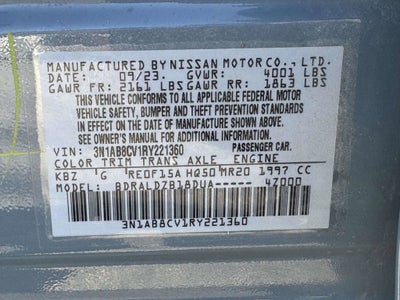 MANUFACTURED BY NISSAN MOTOR CO., LTD.
DATE: 09/23. GVWR: 4001 LBS
GAWR FR: 2161 LBS GAWR RR: 1863 LBS
THIS VEHICLE CONFORMS TO ALL APPLICABLE FEDERAL MOTOR
VEHICLE SAFETY, BUMPER AND THEFT PREVENTION STANDARDS
IN EFFECT ON THE DATE OF MANUFACTURE SHOWN ABOVE.
SEE OWNER'S MANUAL FOR ADDITIONAL INFORMATION.
VIN: 3N1AB8CV1RY221360 PASSENGER CAR.
COLOR TRIM TRANS AXLE ENGINE
KBZ G RE0F15A HQ50 MR20 1997 CC
MODEL: BDRALDZB18DUA----- 47000
3N1AB8CV1RY221360